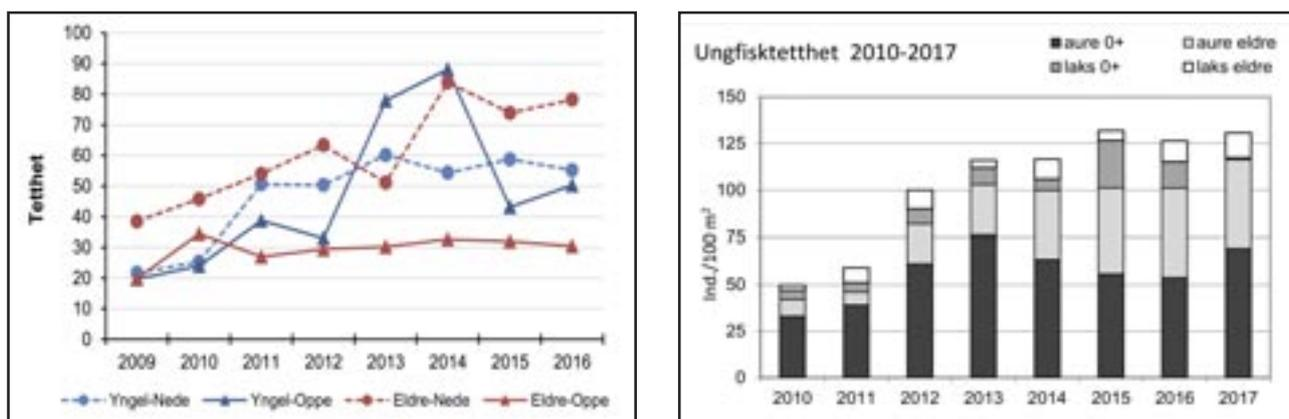 100
90
80
70
60
50
40
30
20
10
0
Tetthet
2009 2010 2011 2012 2013 2014 2015 2016
Yngel-Nede Yngel-Oppe Eldre-Nede Eldre-Oppe
Ungfisktetthet 2010-2017
aure 0+ aure eldre
laks 0+ laks eldre
150
125
100
75
50
25
0
Ind./100 m²
2010 2011 2012 2013 2014 2015 2016 2017